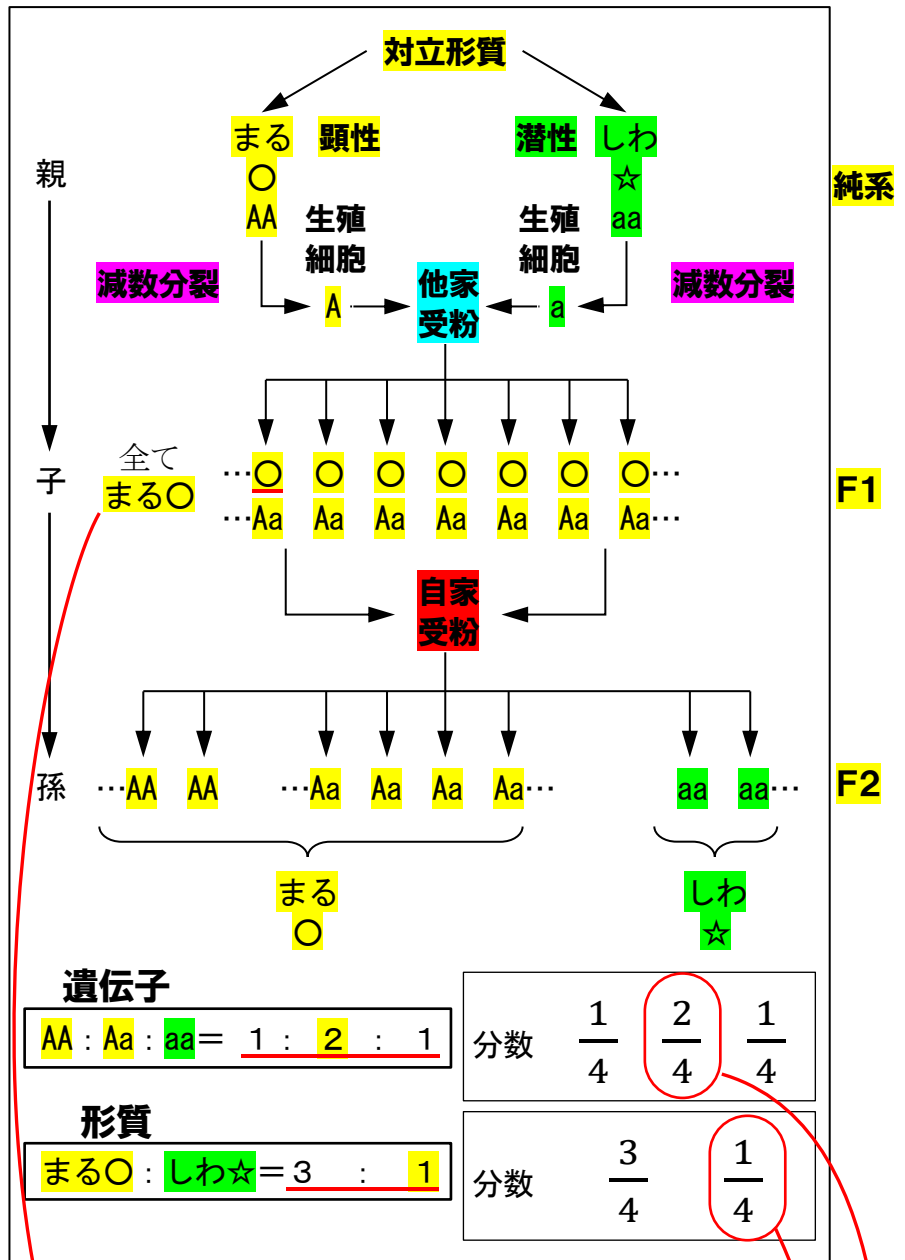 対立形質
まる 顕性 潜性 しわ
親 ○ ☆ 純系
AA 生殖 生殖 aa
細胞 細胞
減数分裂 他家 減数分裂
A 受粉 a
全て
子 …○ ○ ○ ○ ○ ○ ○… F1
まる○
…Aa Aa Aa Aa Aa Aa Aa…
自家
受粉
孫 …AA AA …Aa Aa Aa Aa… aa aa… F2
まる しわ
○ ☆
遺伝子
AA：Aa：aa＝ 1 ： 2 ： 1
分数 1/4 2/4 1/4
形質
まる○：しわ☆＝3 ： 1
分数 3/4 1/4